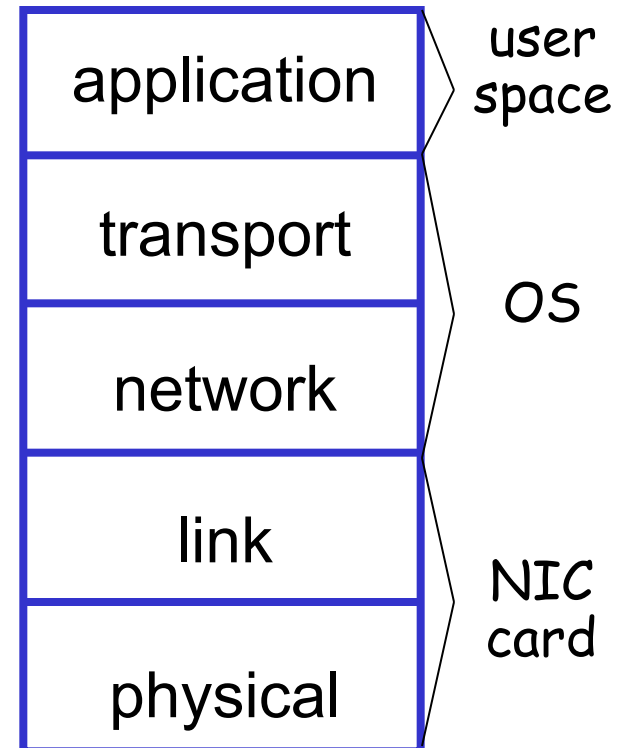 application
user
space
transport
OS
network
link
NIC
card
physical